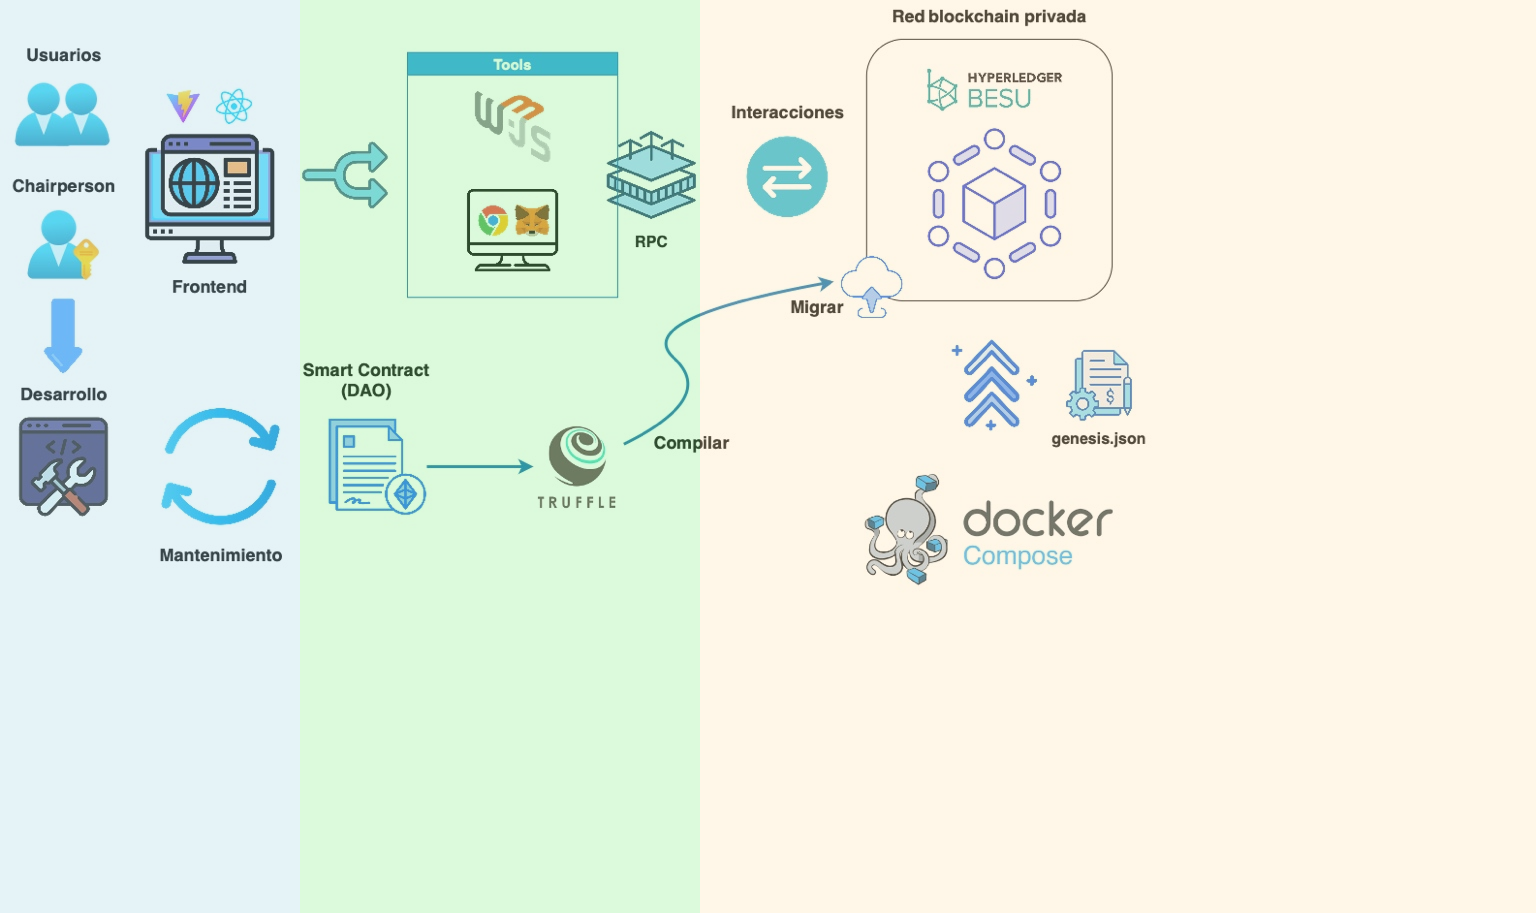 Usuarios
Chairperson
Frontend
Desarrollo
</>
Mantenimiento
Tools
W3JS
RPC
Smart Contract
(DAO)
TRUFFLE
Compilar
Migrar
Interacciones
Red blockchain privada
HYPERLEDGER
BESU
$
genesis.json
docker
Compose